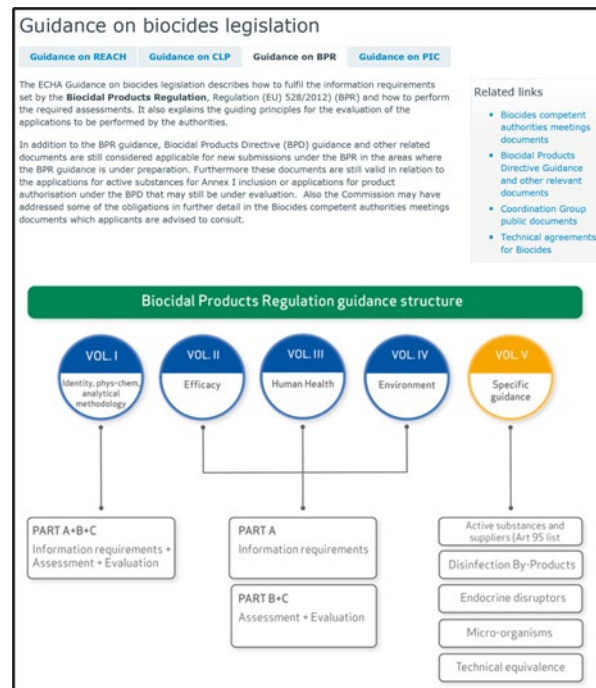 Guidance on biocides legislation
Guidance on REACH
Guidance on CLP
Guidance on BPR
Guidance on PIC
The ECHA Guidance on biocides legislation describes how to fulfil the information requirements
set by the Biocidal Products Regulation, Regulation (EU) 528/2012) (BPR) and how to perform
the required assessments. It also explains the guiding principles for the evaluation of the
applications to be performed by the authorities.
In addition to the BPR guidance, Biocidal Products Directive (BPD) guidance and other related
documents are still considered applicable for new submissions under the BPR in the areas where
the BPR guidance is under preparation. Furthermore these documents are still valid in relation to
the applications for active substances for Annex I inclusion or applications for product
authorisation under the BPD that may still be under evaluation. Also the Commission may have
addressed some of the obligations in further detail in the Biocides competent authorities meetings
documents which applicants are advised to consult.
Related links
Biocides competent
authorities meetings
documents
Biocidal Products
Directive Guidance
and other relevant
documents
Coordination Group
public documents
Technical agreements
for Biocides
Biocidal Products Regulation guidance structure
VOL. I
Identity, phys-chem,
analytical
methodology
VOL. II
Efficacy
VOL. III
Human Health
VOL. IV
Environment
VOL. V
Specific
guidance
PART A+B+C
Information requirements +
Assessment + Evaluation
PART A
Information requirements
PART B+C
Assessment + Evaluation
Active substances and
suppliers (Art 95 list
Disinfection By-Products
Endocrine disruptors
Micro-organisms
Technical equivalence